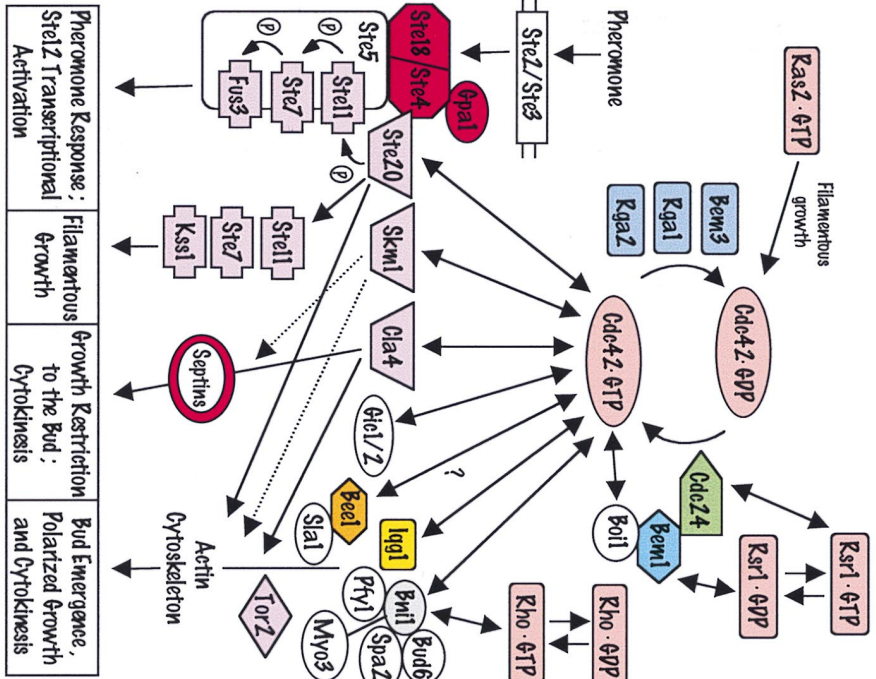 Ras2 · GTP
Filamentous
growth
Rsr1 · GTP
Rsr1 · GDP
Cdc42 · GDP
Cdc24
Bem3
Rga1
Rga2
Bem1
Boi1
Cdc42 · GTP
Rho · GDP
Rho · GTP
Pheromone
Ste2/Ste3
Gpa1
Ste18/Ste4
Ste5
P
P
Ste11
Ste7
Fus3
Ste20
P
Skm1
Cla4
Gic1/2
?
Bee1
Sla1
Iqg1
Bni1
Bud6
Spa2
Pfy1
Myo3
Tor2
Ste11
Ste7
Kss1
Septins
Actin
Cytoskeleton
Pheromone Response ;
Ste12 Transcriptional
Activation
Filamentous
Growth
Growth Restriction
to the Bud ;
Cytokinesis
Bud Emergence,
Polarized Growth
and Cytokinesis